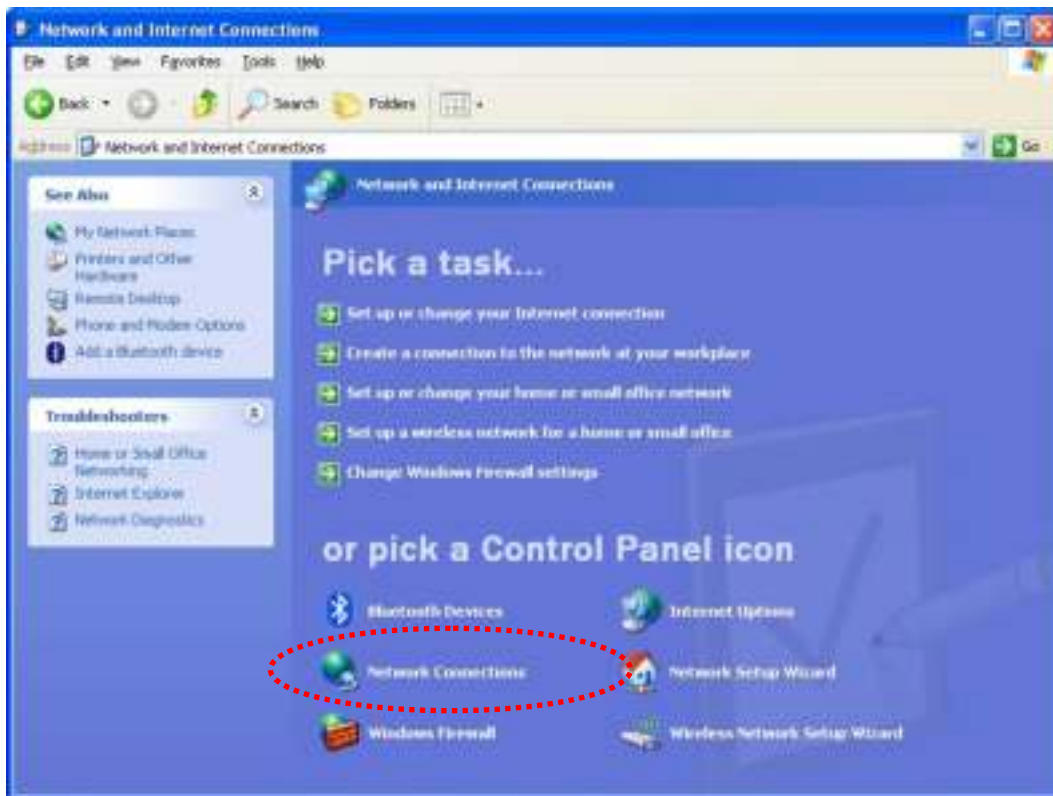 Network and Internet Connections
File Edit View Favorites Tools Help
Back Search Folders
Address Network and Internet Connections Go
See Also
My Network Places
Printers and Other
Hardware
Remote Desktop
Phone and Modem Options
Add a Bluetooth device
Troubleshooters
Home or Small Office
Networking
Internet Explorer
Network Diagnostics
Network and Internet Connections
Pick a task...
Set up or change your Internet connection
Create a connection to the network at your workplace
Set up or change your home or small office network
Set up a wireless network for a home or small office
Change Windows Firewall settings
or pick a Control Panel icon
Bluetooth Devices
Internet Options
Network Connections
Network Setup Wizard
Windows Firewall
Wireless Network Setup Wizard